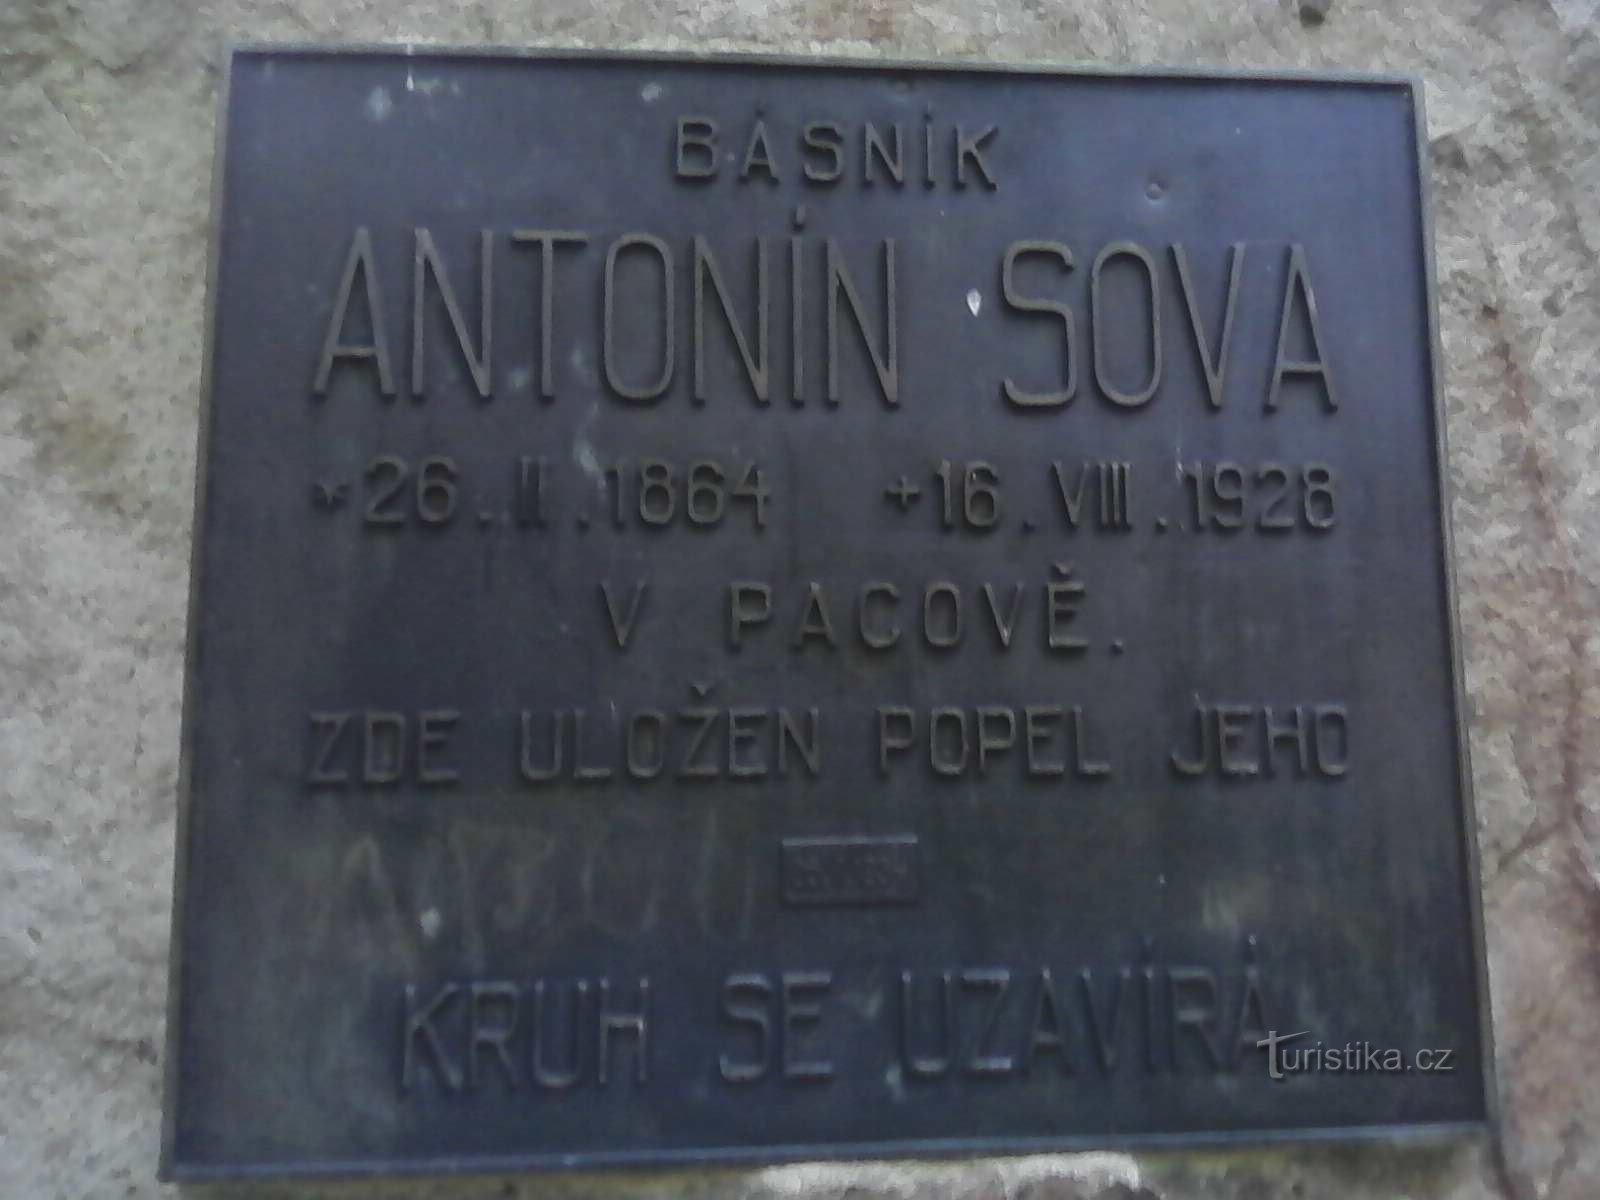 BÁSNÍK
ANTONÍN SOVA
*26.II.1864 +16.VIII.1928
V PACOVĚ.
ZDE ULOŽEN POPEL JEHO
KRUH SE UZAVÍRÁ
Turistika.cz